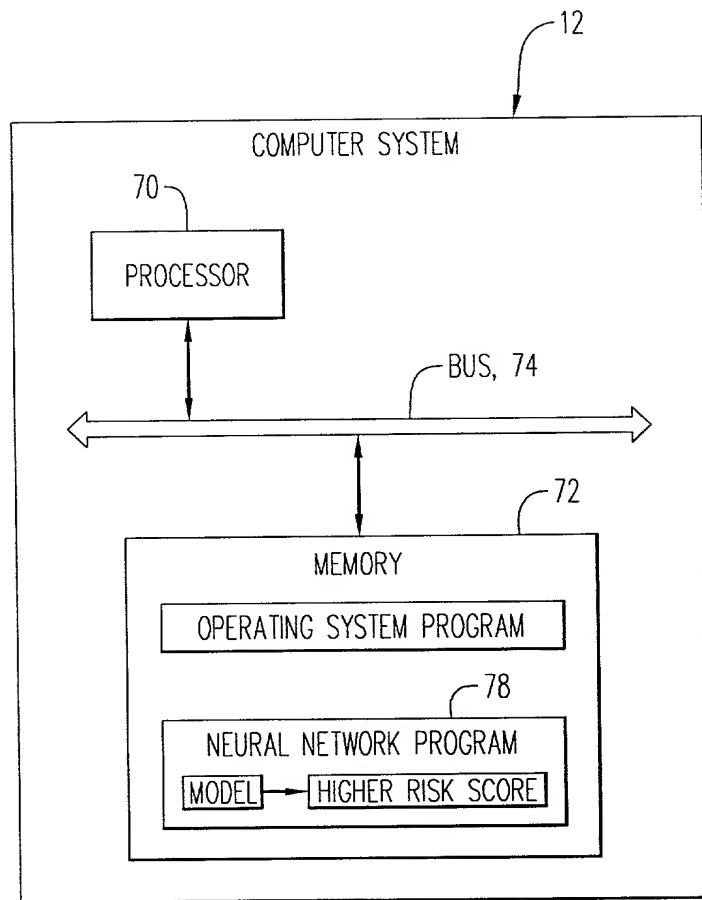 12
COMPUTER SYSTEM
70
PROCESSOR
BUS, 74
72
MEMORY
OPERATING SYSTEM PROGRAM
78
NEURAL NETWORK PROGRAM
MODEL HIGHER RISK SCORE